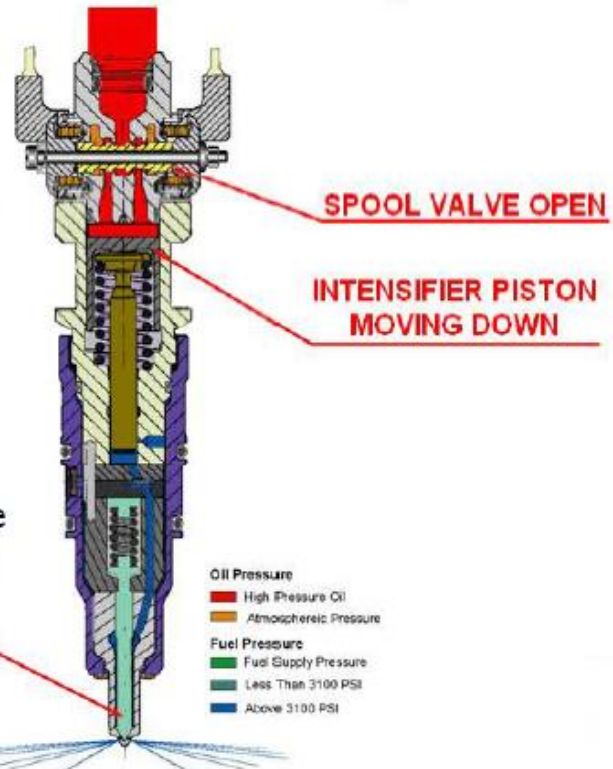 SPOOL VALVE OPEN
INTENSIFIER PISTON
MOVING DOWN
e
Oil Pressure
High Pressure Oil
Atmosphereic Pressure
Fuel Pressure
Fuel Supply Pressure
Less Than 3100 PSI
Above 3100 PSI